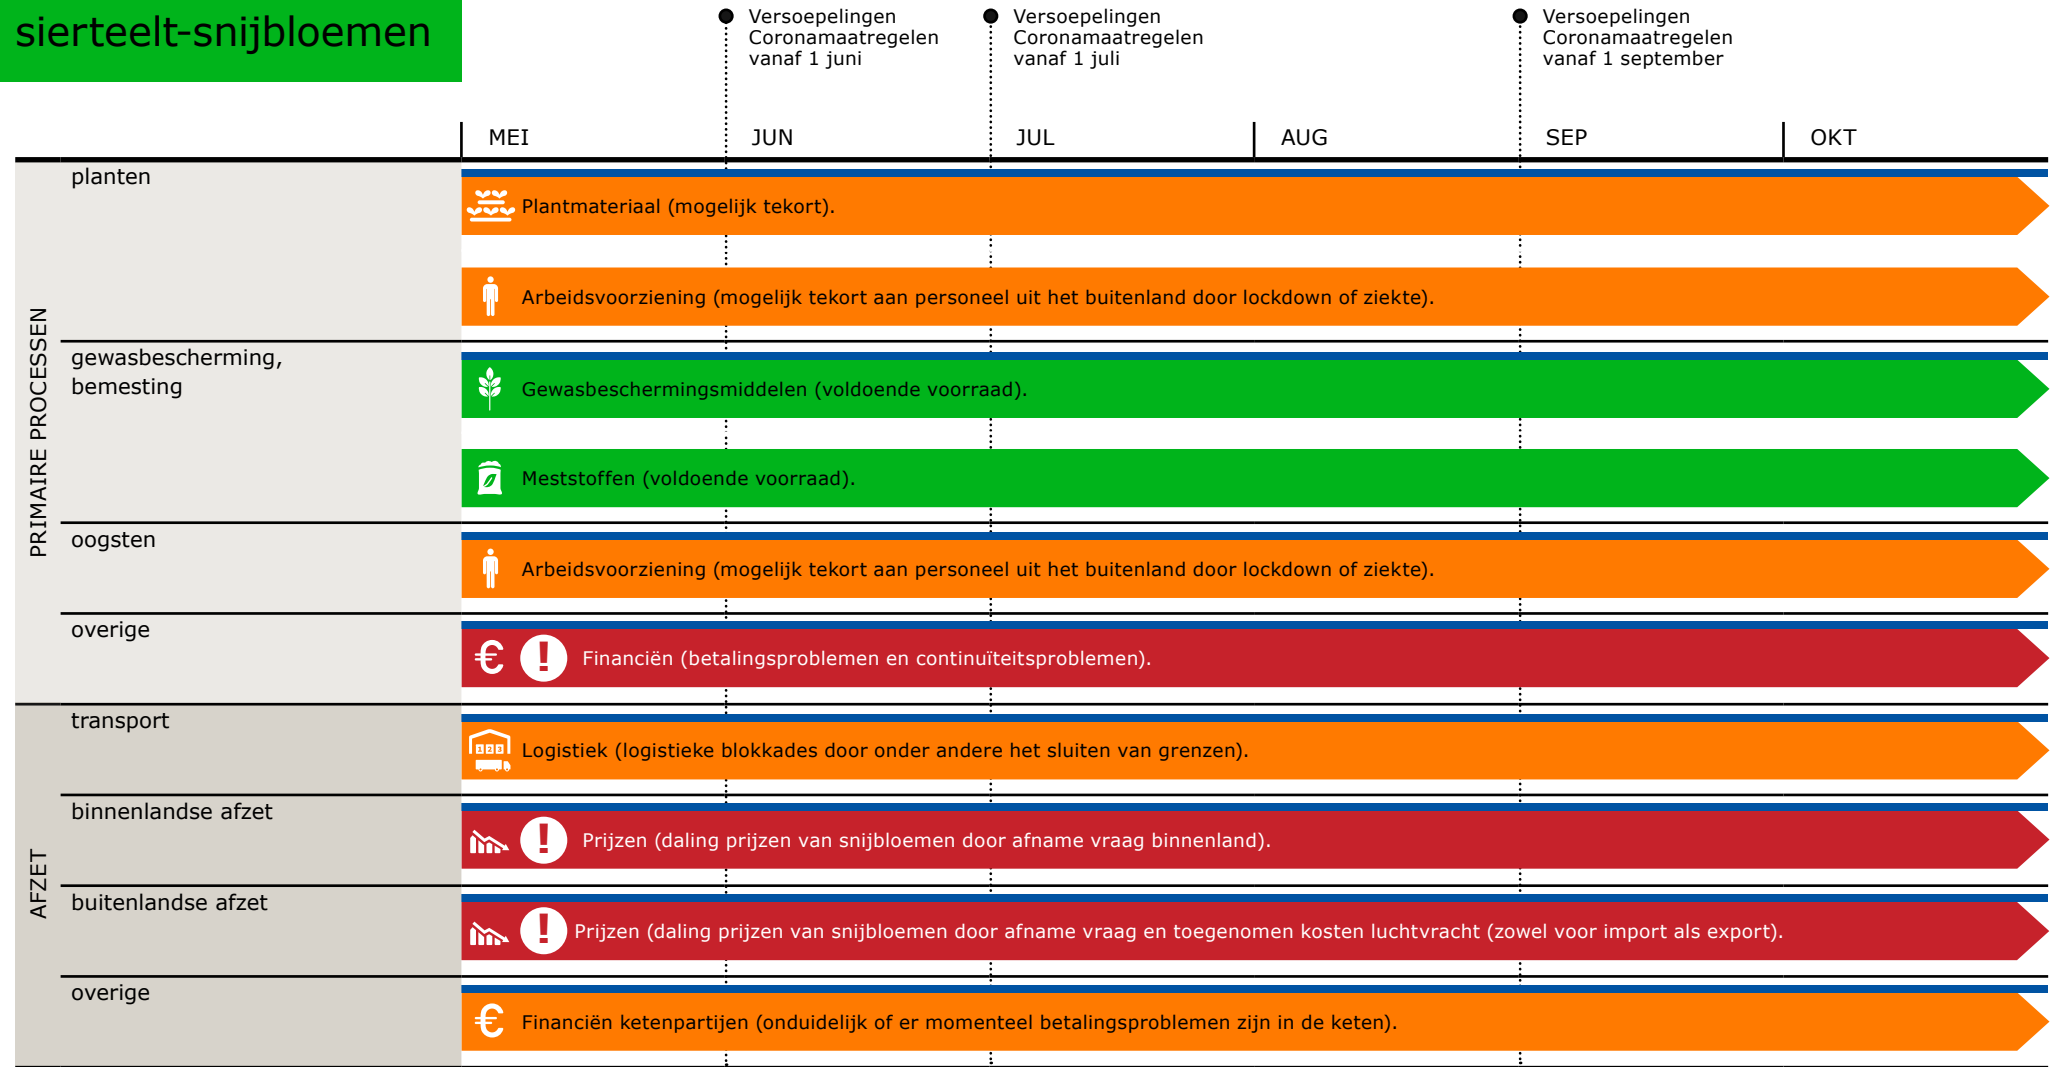 sierteelt-snijbloemen
Versoepelingen
Coronamaatregelen
vanaf 1 juni
Versoepelingen
Coronamaatregelen
vanaf 1 juli
Versoepelingen
Coronamaatregelen
vanaf 1 september
MEI
JUN
JUL
AUG
SEP
OKT
PRIMAIRE PROCESSEN
planten
Plantmateriaal (mogelijk tekort).
Arbeidsvoorziening (mogelijk tekort aan personeel uit het buitenland door lockdown of ziekte).
gewasbescherming,
bemesting
Gewasbeschermingsmiddelen (voldoende voorraad).
Meststoffen (voldoende voorraad).
oogsten
Arbeidsvoorziening (mogelijk tekort aan personeel uit het buitenland door lockdown of ziekte).
overige
€ ! Financiën (betalingsproblemen en continuïteitsproblemen).
AFZET
transport
1 2 3
Logistiek (logistieke blokkades door onder andere het sluiten van grenzen).
binnenlandse afzet
! Prijzen (daling prijzen van snijbloemen door afname vraag binnenland).
buitenlandse afzet
! Prijzen (daling prijzen van snijbloemen door afname vraag en toegenomen kosten luchtvracht (zowel voor import als export).
overige
€ Financiën ketenpartijen (onduidelijk of er momenteel betalingsproblemen zijn in de keten).